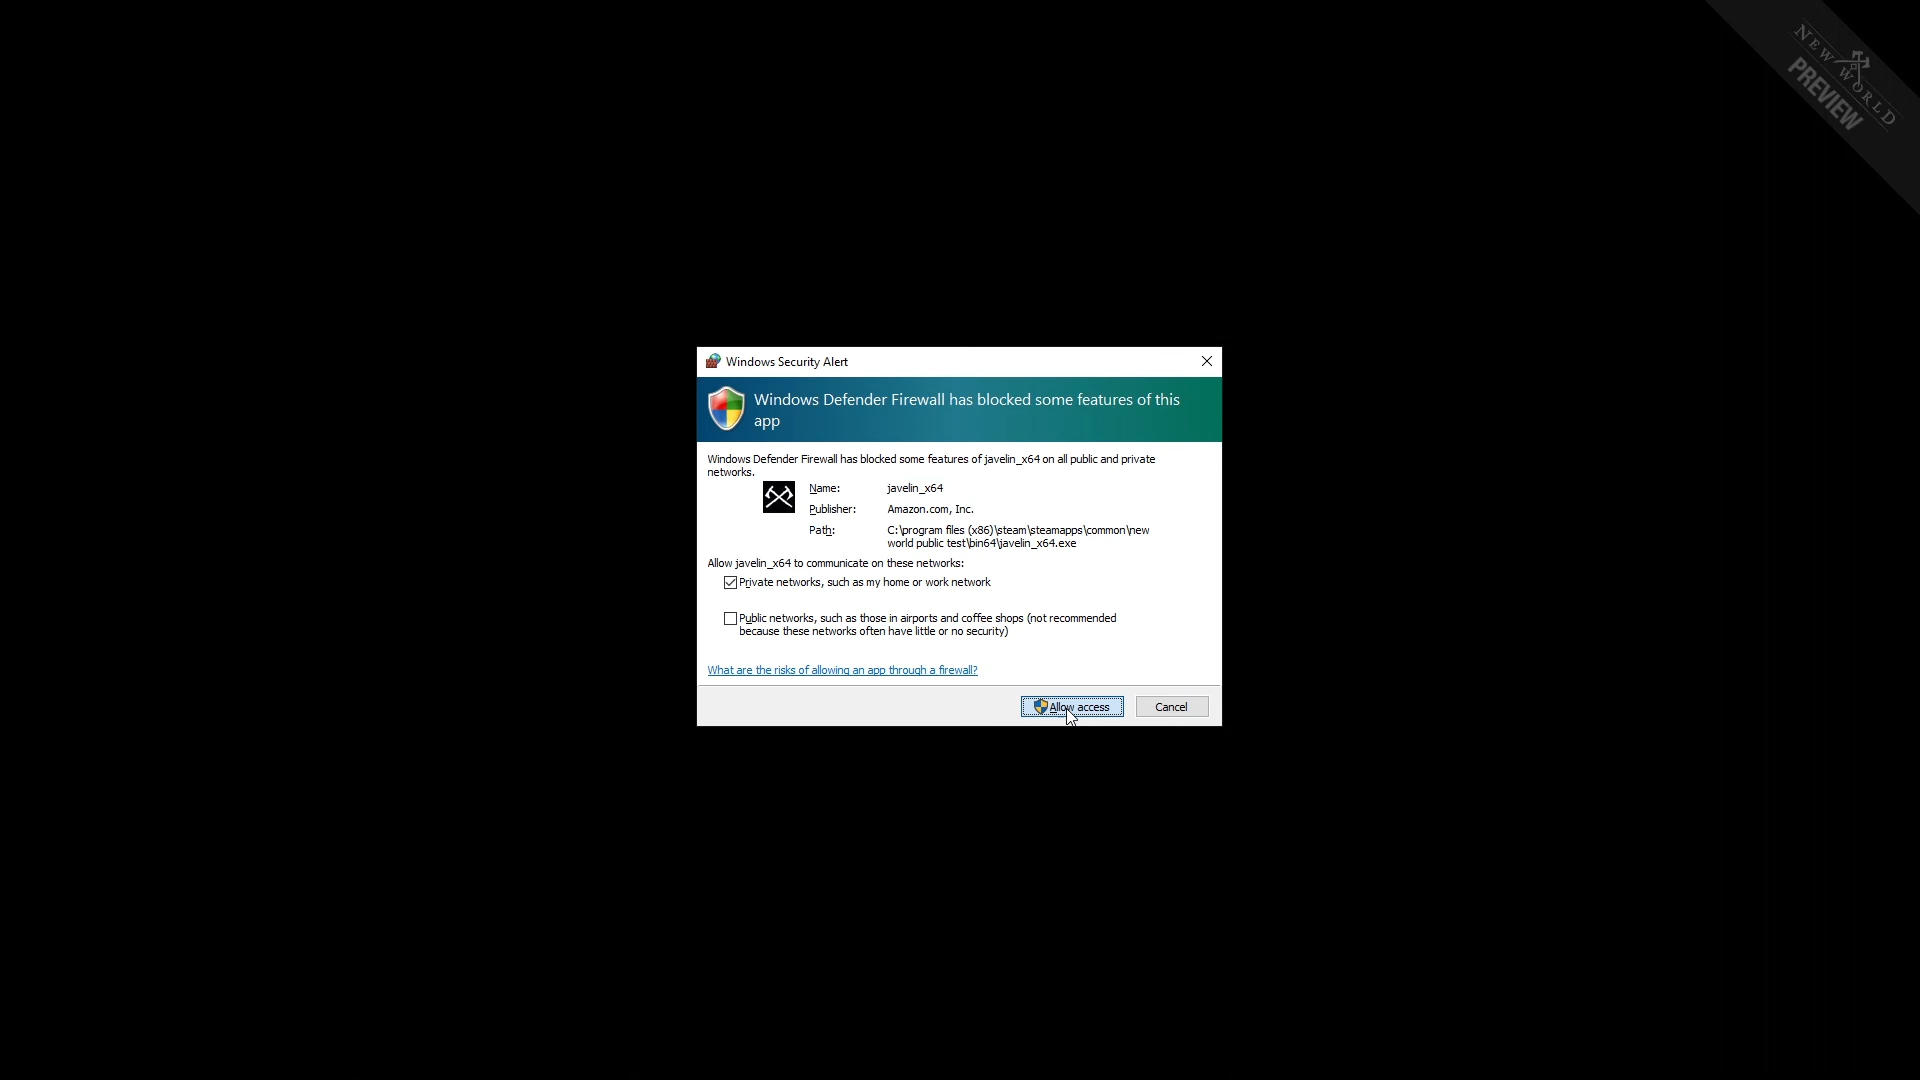 NEW WORLD
PREVIEW
Windows Security Alert
Windows Defender Firewall has blocked some features of this
app
Windows Defender Firewall has blocked some features of javelin_x64 on all public and private
networks.
Name: javelin_x64
Publisher: Amazon.com, Inc.
Path: C:\program files (x86)\steam\steamapps\common\new
world public test\bin64\javelin_x64.exe
Allow javelin_x64 to communicate on these networks:
Private networks, such as my home or work network
Public networks, such as those in airports and coffee shops (not recommended
because these networks often have little or no security)
What are the risks of allowing an app through a firewall?
Allow access Cancel